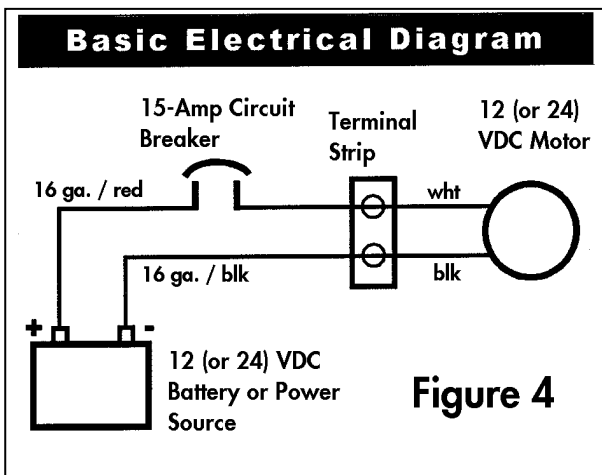 Basic Electrical Diagram
15-Amp Circuit
Breaker
Terminal
Strip
12 (or 24)
VDC Motor
16 ga. / red
wht
16 ga. / blk
blk
+
-
12 (or 24) VDC
Battery or Power
Source
Figure 4